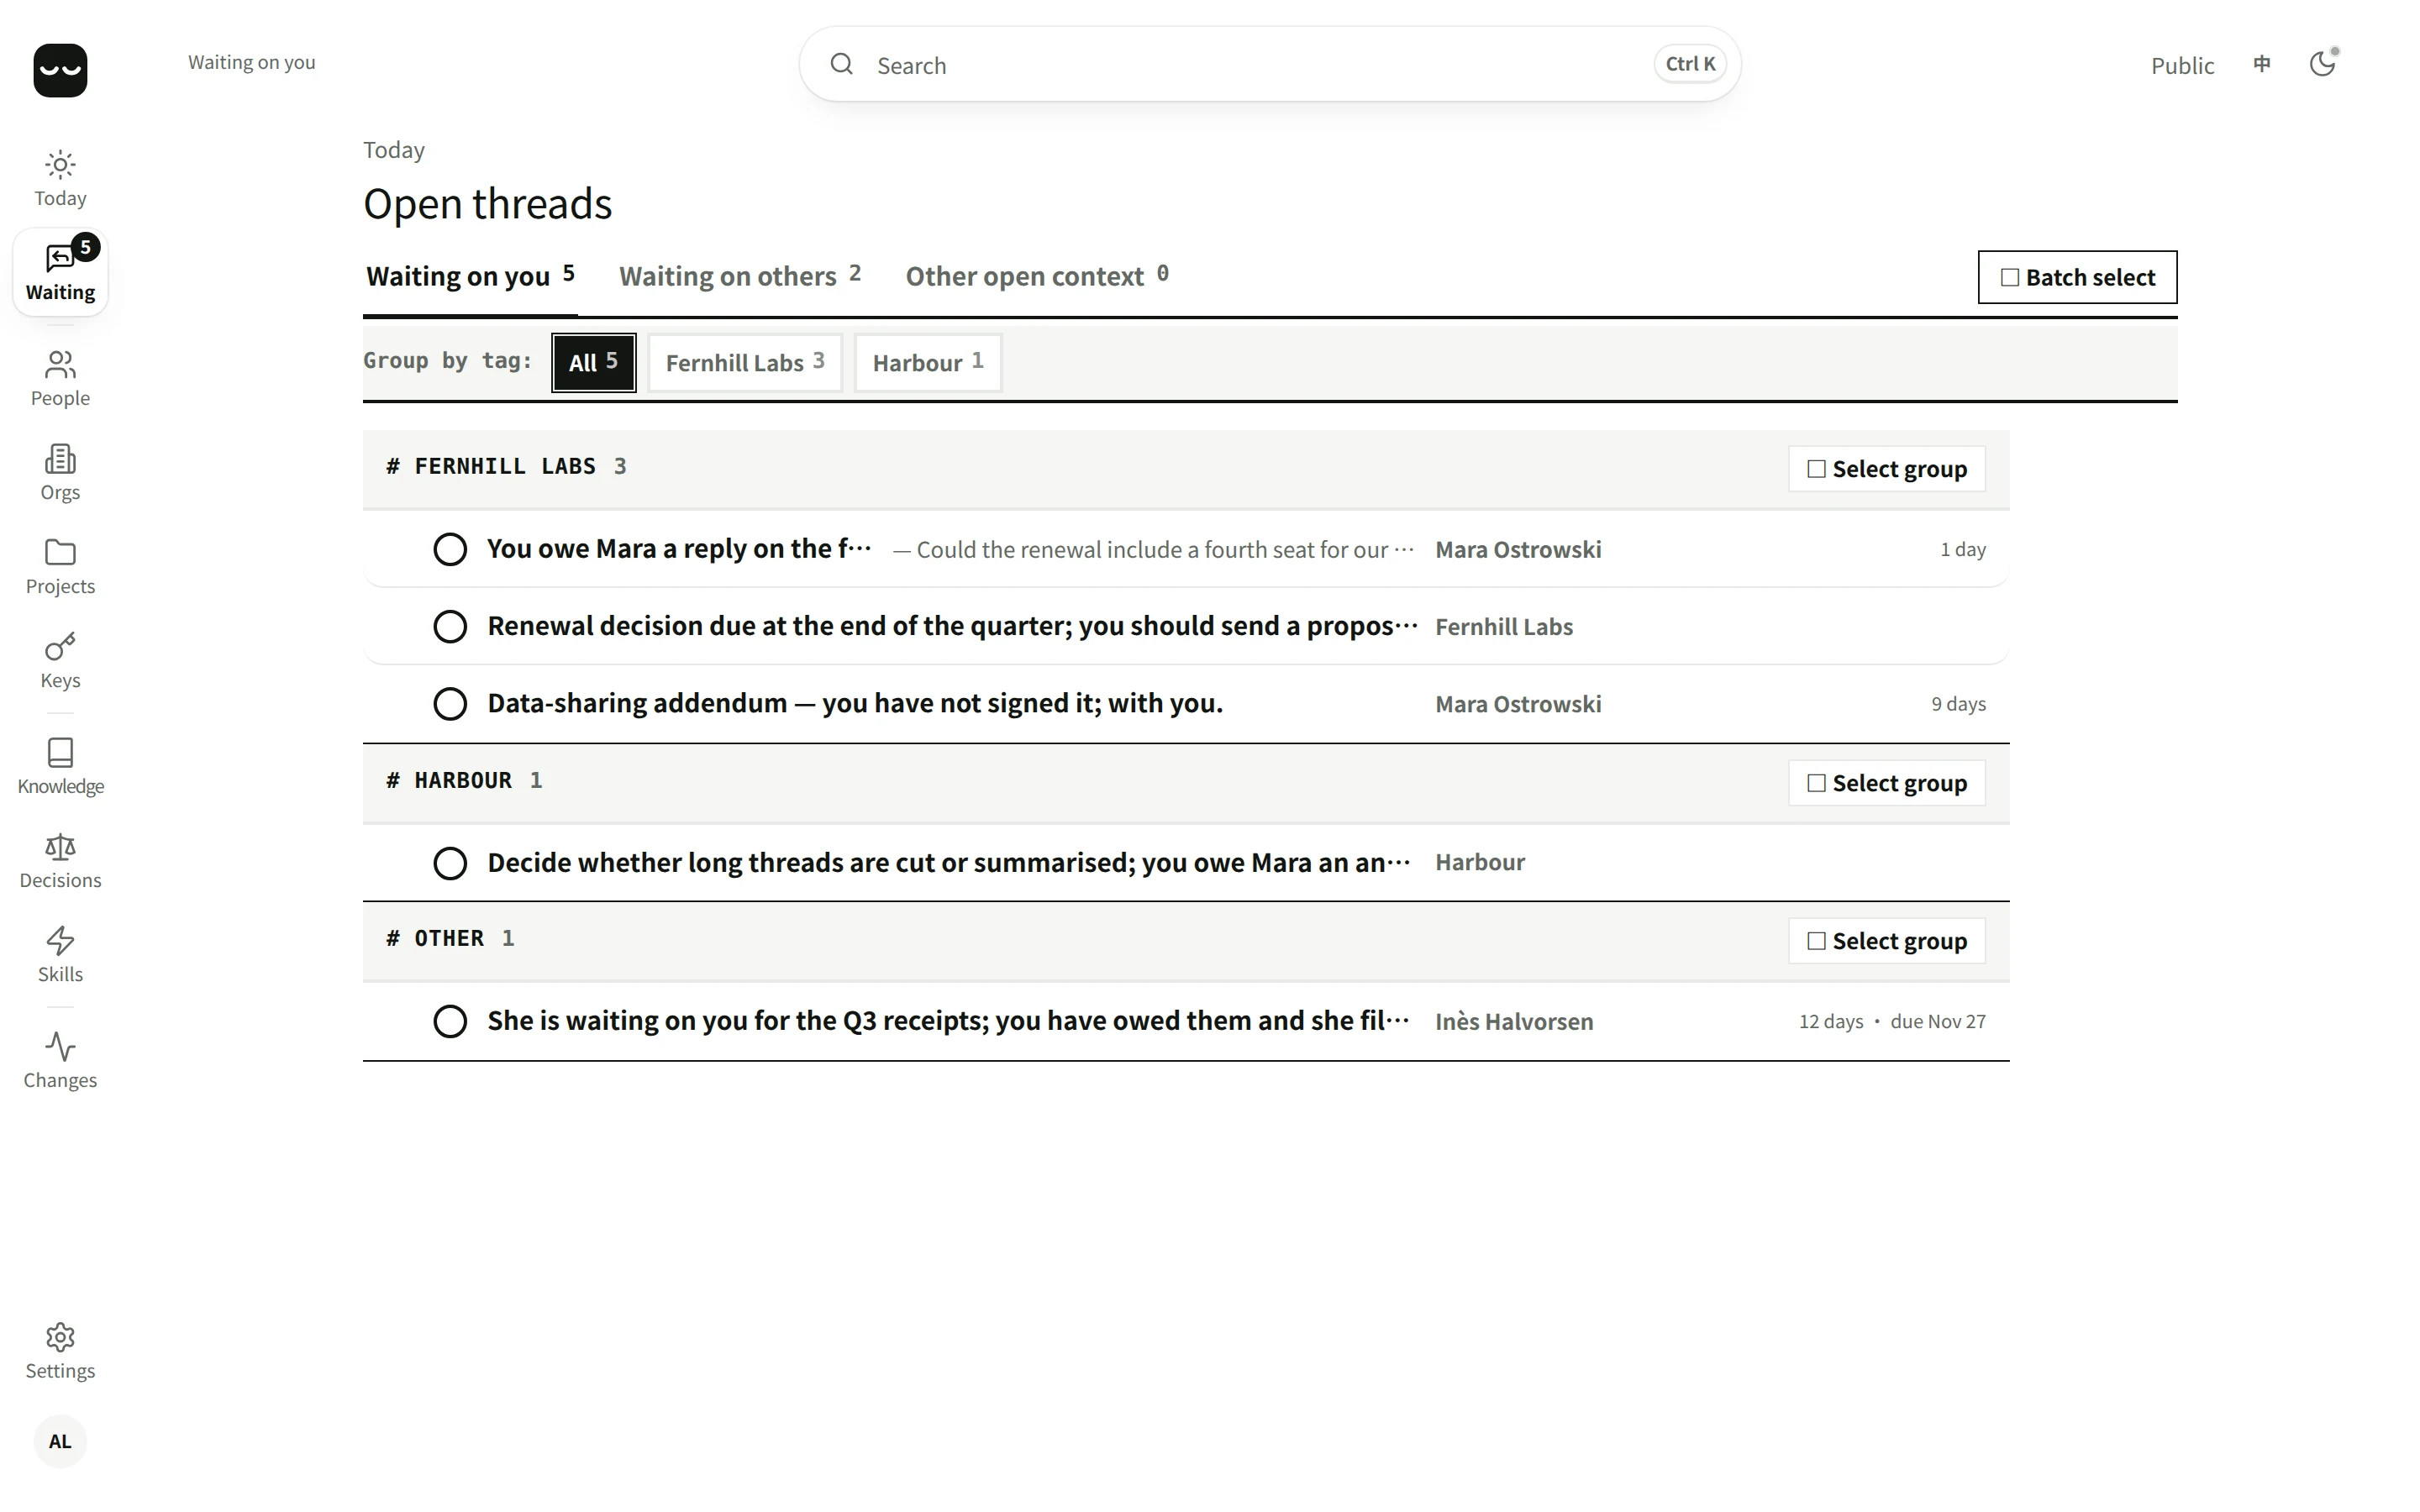 Waiting on you
Search
Ctrl K
Public
中
Today
Waiting
5
People
Orgs
Projects
Keys
Knowledge
Decisions
Skills
Changes
Settings
AL
Today
Open threads
Waiting on you 5
Waiting on others 2
Other open context 0
Batch select
Group by tag:
All 5
Fernhill Labs 3
Harbour 1
# FERNHILL LABS 3
Select group
You owe Mara a reply on the f… — Could the renewal include a fourth seat for our … Mara Ostrowski 1 day
Renewal decision due at the end of the quarter; you should send a propos… Fernhill Labs
Data-sharing addendum — you have not signed it; with you. Mara Ostrowski 9 days
# HARBOUR 1
Select group
Decide whether long threads are cut or summarised; you owe Mara an an… Harbour
# OTHER 1
Select group
She is waiting on you for the Q3 receipts; you have owed them and she fil… Inès Halvorsen 12 days • due Nov 27